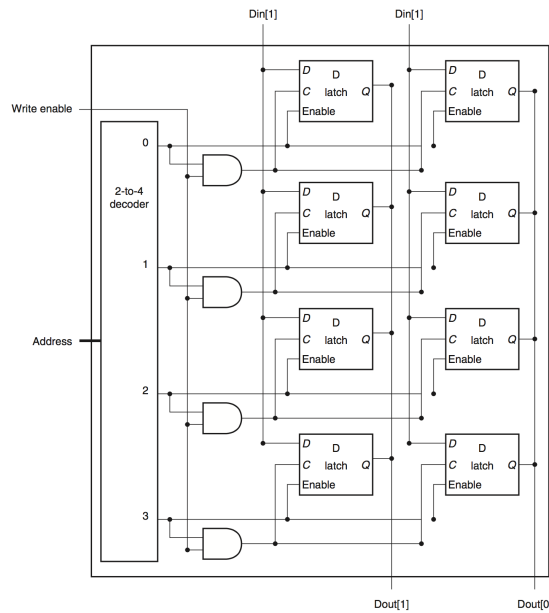 Din[1] Din[1]
D D Q
C latch
Enable
D D Q
C latch
Enable
Write enable
0
2-to-4
decoder
D D Q
C latch
Enable
D D Q
C latch
Enable
1
Address
D D Q
C latch
Enable
D D Q
C latch
Enable
2
D D Q
C latch
Enable
D D Q
C latch
Enable
3
Dout[1] Dout[0